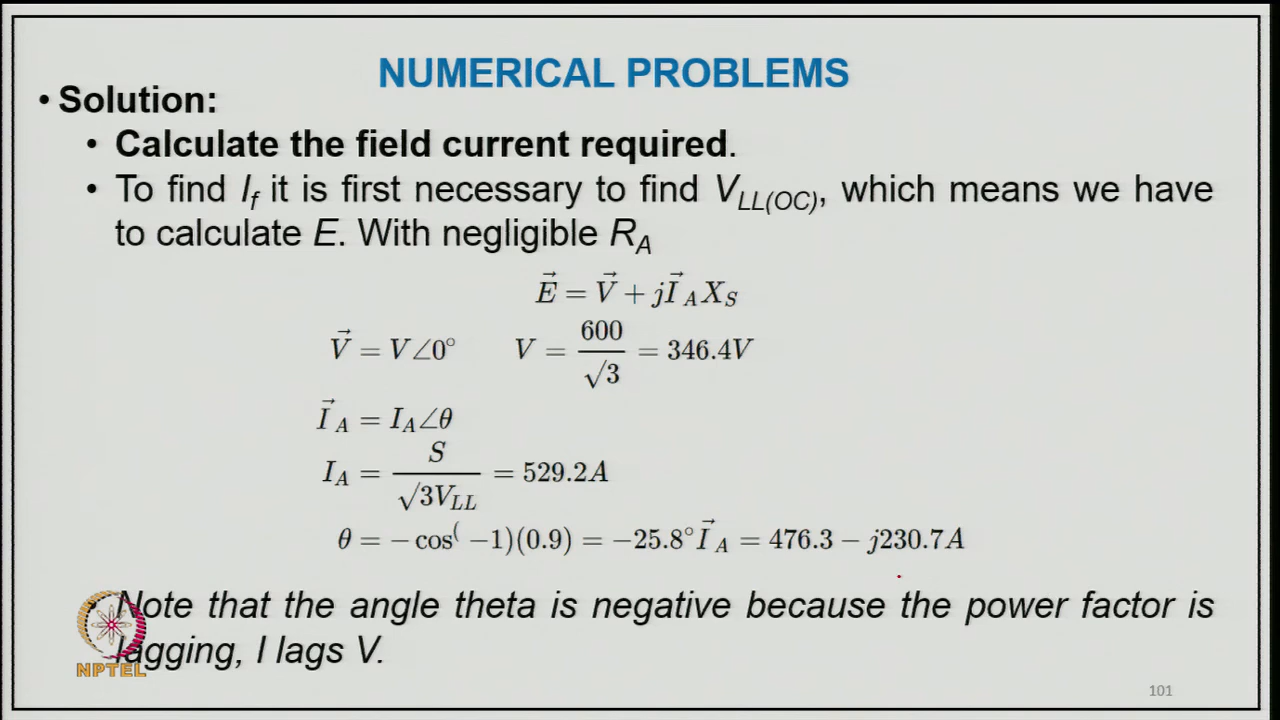 NUMERICAL PROBLEMS
• Solution:
• Calculate the field current required.
• To find I_f it is first necessary to find V_LL(OC), which means we have
to calculate E. With negligible R_A
E⃗ = V⃗ + jI⃗_A X_S
V⃗ = V∠0° V = 600/√3 = 346.4V
I⃗_A = I_A∠θ
I_A = S/√3V_LL = 529.2A
θ = −cos^( −1)(0.9) = −25.8° I⃗_A = 476.3 − j230.7A
• Note that the angle theta is negative because the power factor is
lagging, I lags V.
NPTEL
101